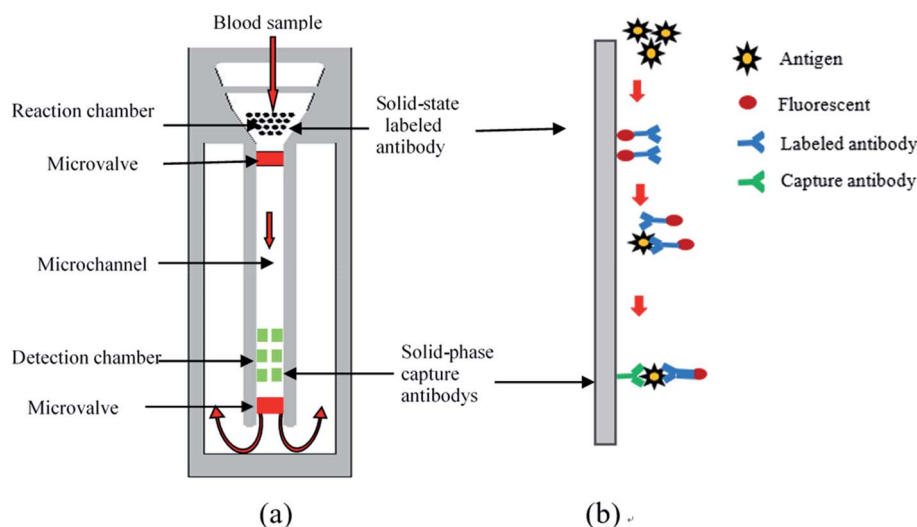 Blood sample
Reaction chamber
Microvalve
Microchannel
Detection chamber
Microvalve
Solid-state
labeled
antibody
Solid-phase
capture
antibodys
Antigen
Fluorescent
Labeled antibody
Capture antibody
(a)
(b)